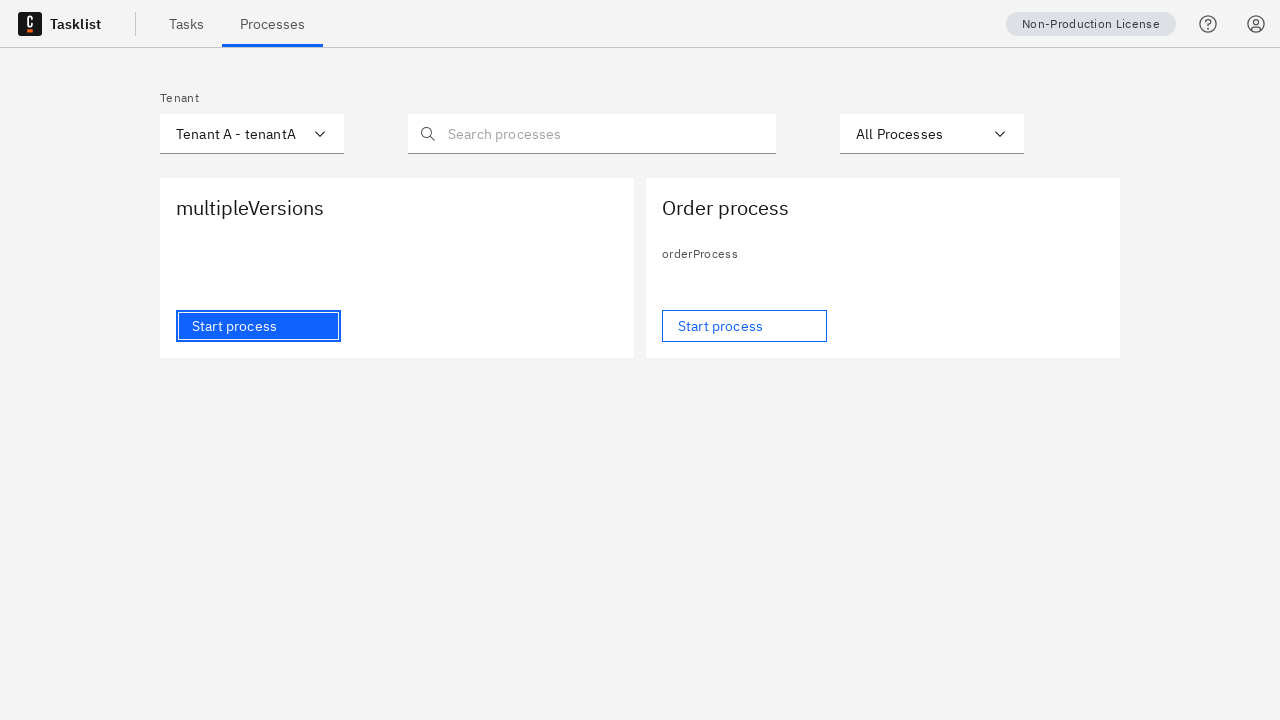 Tasklist
Tasks
Processes
Non-Production License
Tenant
Tenant A - tenantA
Search processes
All Processes
multipleVersions
Start process
Order process
orderProcess
Start process